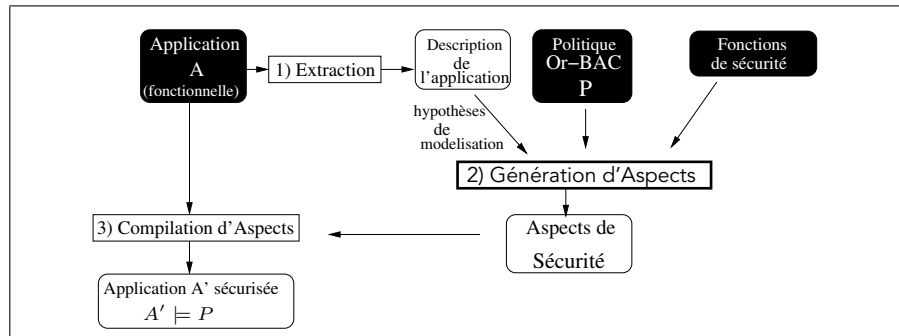 Application
A
(fonctionnelle)
1) Extraction
Description
de
l'application
Politique
Or−BAC
P
Fonctions
de sécurité
hypothèses
de
modelisation
2) Génération d'Aspects
3) Compilation d'Aspects
Aspects de
Sécurité
Application A' sécurisée
A′ ⊨ P